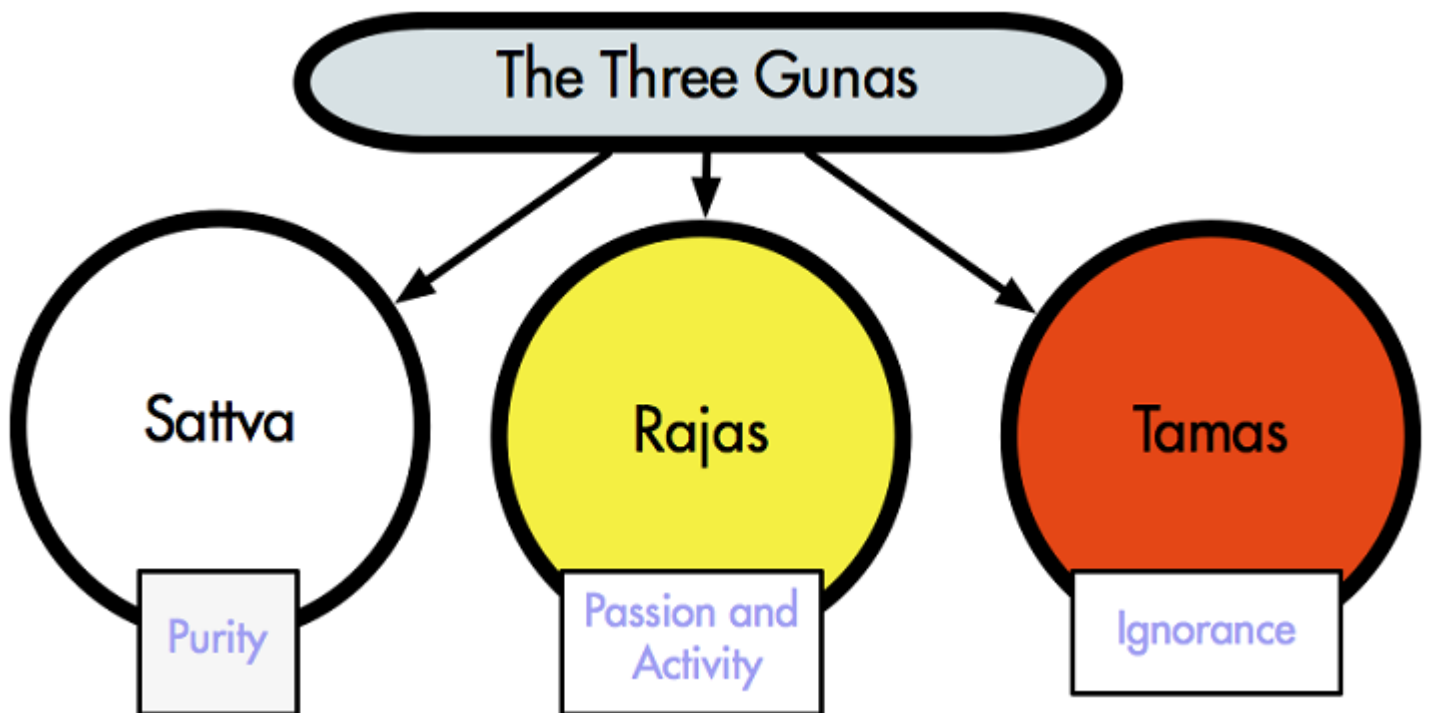 The Three Gunas
Sattva
Rajas
Tamas
Purity
Passion and
Activity
Ignorance